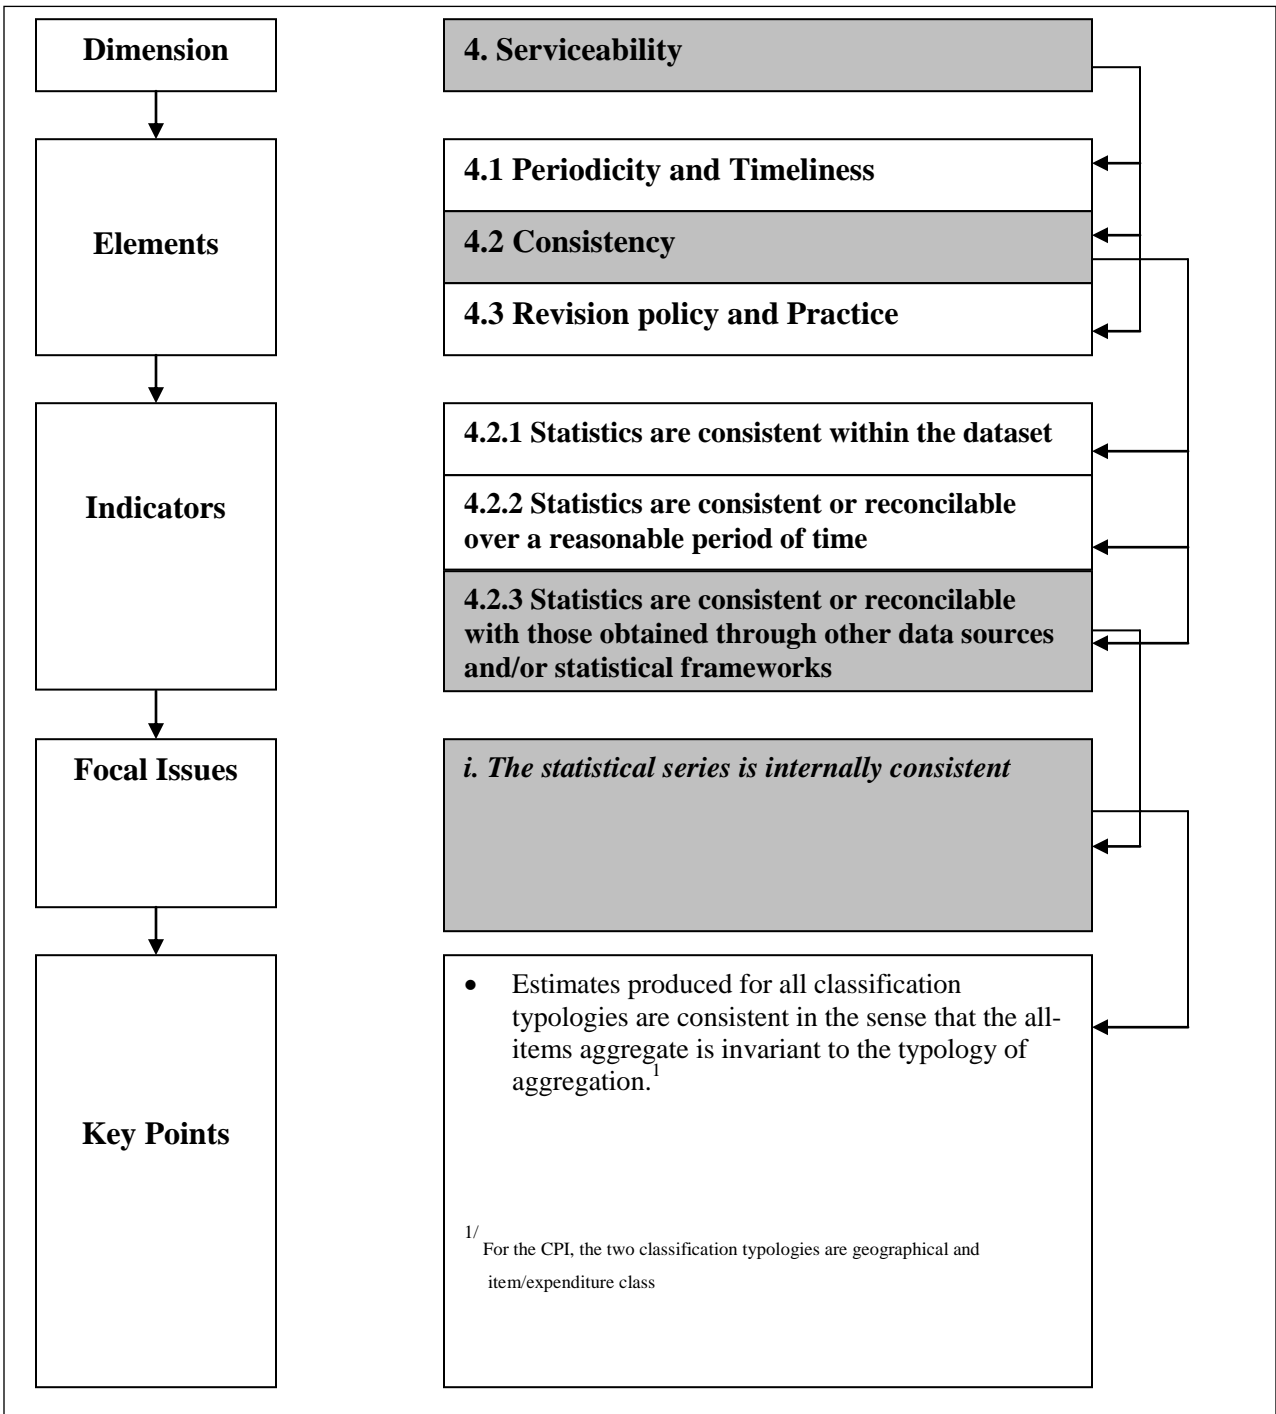 Dimension
4. Serviceability
Elements
4.1 Periodicity and Timeliness
4.2 Consistency
4.3 Revision policy and Practice
Indicators
4.2.1 Statistics are consistent within the dataset
4.2.2 Statistics are consistent or reconcilable
over a reasonable period of time
4.2.3 Statistics are consistent or reconcilable
with those obtained through other data sources
and/or statistical frameworks
Focal Issues
i. The statistical series is internally consistent
Key Points
• Estimates produced for all classification
typologies are consistent in the sense that the all-
items aggregate is invariant to the typology of
aggregation.1
1/ For the CPI, the two classification typologies are geographical and
item/expenditure class